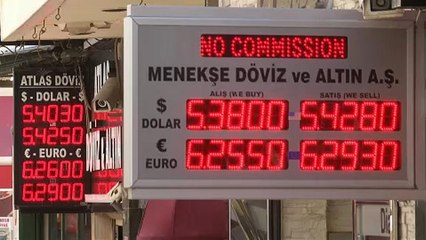 ATLAS DÖVİZ
$ - DOLAR - $
5.4030
5.4250
€ - EURO - €
6.2600
6.2900
DÖVİZ
NO COMMISSION
MENEKŞE DÖVİZ ve ALTIN A.Ş.
ALIŞ (WE BUY) SATIŞ (WE SELL)
$ DOLAR 5.3800 5.4280
€ EURO 6.2550 6.2930